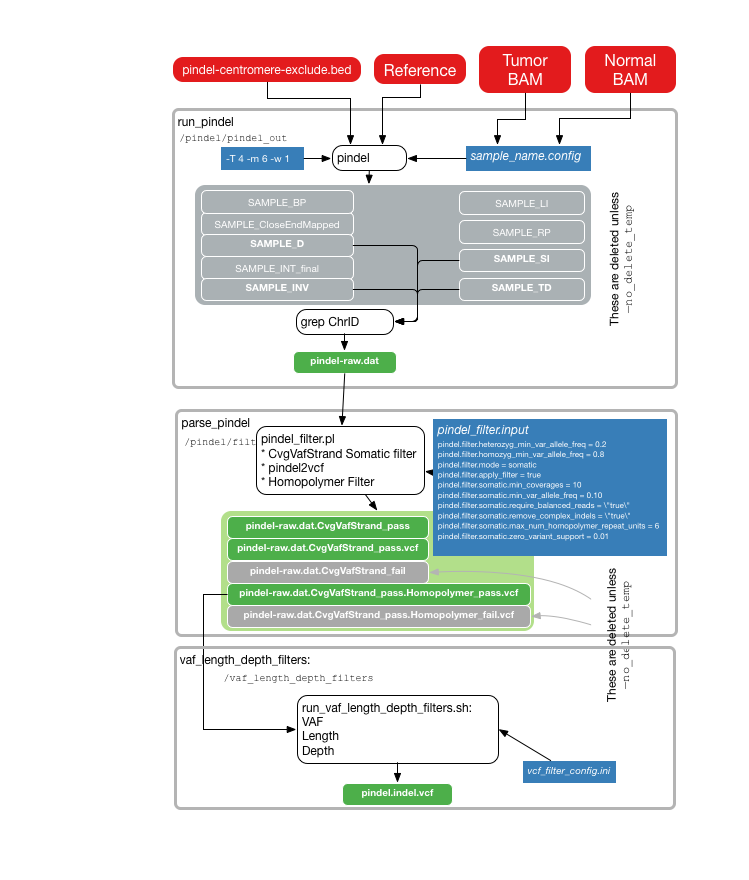 pindel-centromere-exclude.bed
Reference
Tumor
BAM
Normal
BAM
run_pindel
/pindel/pindel_out
-T 4 -m 6 -w 1
pindel
sample_name.config
SAMPLE_BP
SAMPLE_CloseEndMapped
SAMPLE_D
SAMPLE_INT_final
SAMPLE_INV
SAMPLE_LI
SAMPLE_RP
SAMPLE_SI
SAMPLE_TD
These are deleted unless
—no_delete_temp
grep ChrID
pindel-raw.dat
parse_pindel
/pindel/filt
pindel_filter.pl
* CvgVafStrand Somatic filter
* pindel2vcf
* Homopolymer Filter
pindel_filter.input
pindel.filter.heterozyg_min_var_allele_freq = 0.2
pindel.filter.homozyg_min_var_allele_freq = 0.8
pindel.filter.mode = somatic
pindel.filter.apply_filter = true
pindel.filter.somatic.min_coverages = 10
pindel.filter.somatic.min_var_allele_freq = 0.10
pindel.filter.somatic.require_balanced_reads = \"true\"
pindel.filter.somatic.remove_complex_indels = \"true\"
pindel.filter.somatic.max_num_homopolymer_repeat_units = 6
pindel.filter.somatic.zero_variant_support = 0.01
pindel-raw.dat.CvgVafStrand_pass
pindel-raw.dat.CvgVafStrand_pass.vcf
pindel-raw.dat.CvgVafStrand_fail
pindel-raw.dat.CvgVafStrand_pass.Homopolymer_pass.vcf
pindel-raw.dat.CvgVafStrand_pass.Homopolymer_fail.vcf
These are deleted unless
—no_delete_temp
vaf_length_depth_filters:
/vaf_length_depth_filters
run_vaf_length_depth_filters.sh:
VAF
Length
Depth
vcf_filter_config.ini
pindel.indel.vcf